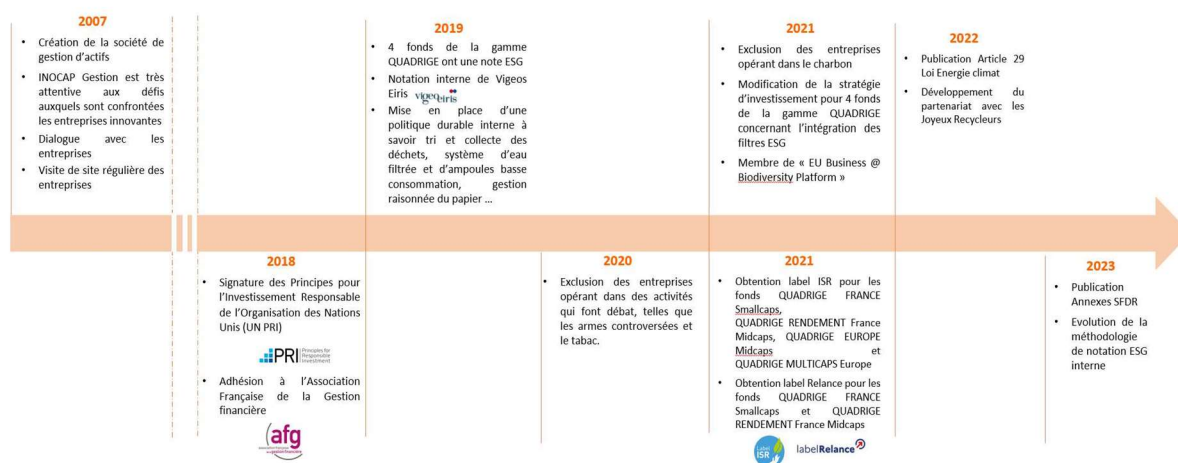 2007
• Création de la société de
gestion d'actifs
• INOCAP Gestion est très
attentive aux défis
auxquels sont confrontées
les entreprises innovantes
• Dialogue avec les
entreprises
• Visite de site régulière des
entreprises
2018
• Signature des Principes pour
l'Investissement Responsable
de l'Organisation des Nations
Unis (UN PRI)
PRI Principles for
Responsible
Investment
• Adhésion à l'Association
Française de la Gestion
financière
afg
2019
• 4 fonds de la gamme
QUADRIGE ont une note ESG
• Notation interne de Vigeos
Eiris vigeo eiris
• Mise en place d'une
politique durable interne à
savoir tri et collecte des
déchets, système d'eau
filtrée et d'ampoules basse
consommation, gestion
raisonnée du papier ...
2020
• Exclusion des entreprises
opérant dans des activités
qui font débat, telles que
les armes controversées et
le tabac.
2021
• Exclusion des entreprises
opérant dans le charbon
• Modification de la stratégie
d'investissement pour 4 fonds
de la gamme QUADRIGE
concernant l'intégration des
filtres ESG
• Membre de « EU Business @
Biodiversity Platform »
2021
• Obtention label ISR pour les
fonds QUADRIGE FRANCE
Smallcaps,
QUADRIGE RENDEMENT France
Midcaps, QUADRIGE EUROPE
Midcaps et
QUADRIGE MULTICAPS Europe
• Obtention label Relance pour les
fonds QUADRIGE FRANCE
Smallcaps et QUADRIGE
RENDEMENT France Midcaps
Label
ISR
labelRelance
2022
• Publication Article 29
Loi Energie climat
• Développement du
partenariat avec les
Joyeux Recycleurs
2023
• Publication
Annexes SFDR
• Evolution de la
méthodologie
de notation ESG
interne